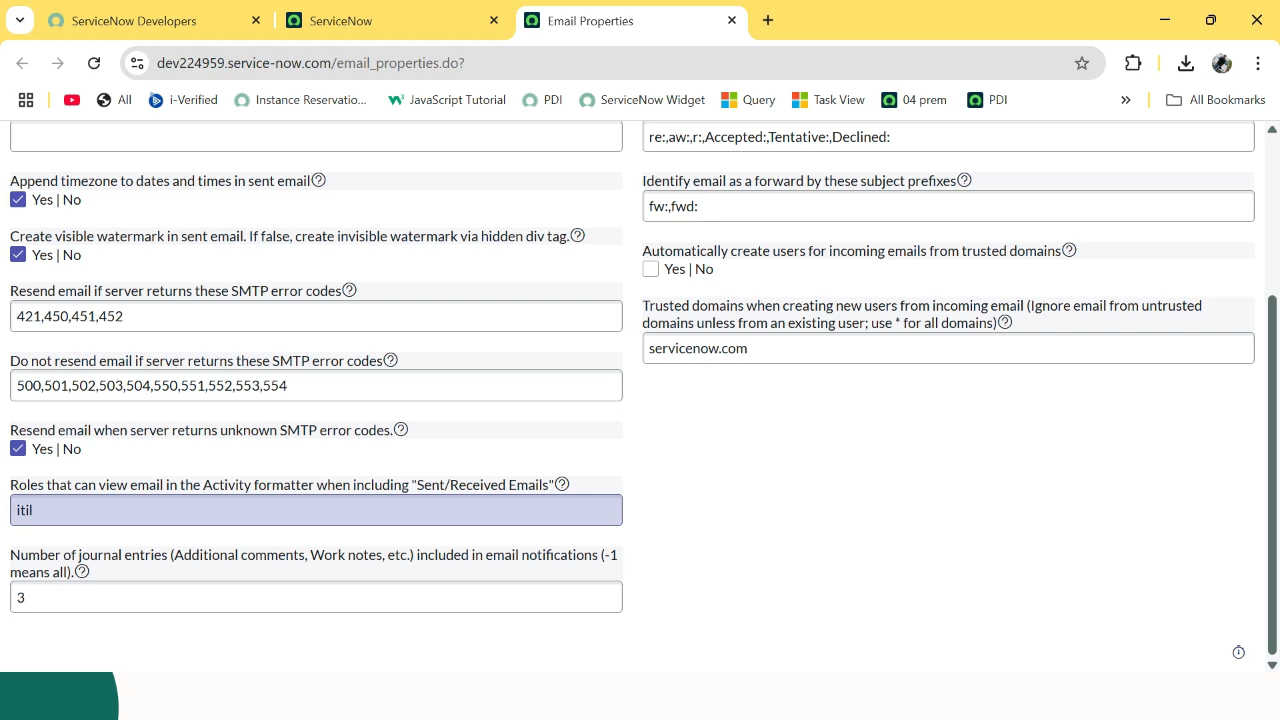 ServiceNow Developers
ServiceNow
Email Properties
dev224959.service-now.com/email_properties.do?
All
i-Verified
Instance Reservatio...
JavaScript Tutorial
PDI
ServiceNow Widget
Query
Task View
04 prem
PDI
All Bookmarks
Append timezone to dates and times in sent email
Yes | No
Create visible watermark in sent email. If false, create invisible watermark via hidden div tag.
Yes | No
Resend email if server returns these SMTP error codes
421,450,451,452
Do not resend email if server returns these SMTP error codes
500,501,502,503,504,550,551,552,553,554
Resend email when server returns unknown SMTP error codes.
Yes | No
Roles that can view email in the Activity formatter when including "Sent/Received Emails"
itil
Number of journal entries (Additional comments, Work notes, etc.) included in email notifications (-1
means all).
3
re:,aw:,r:,Accepted:,Tentative:,Declined:
Identify email as a forward by these subject prefixes
fw:,fwd:
Automatically create users for incoming emails from trusted domains
Yes | No
Trusted domains when creating new users from incoming email (Ignore email from untrusted
domains unless from an existing user; use * for all domains)
servicenow.com